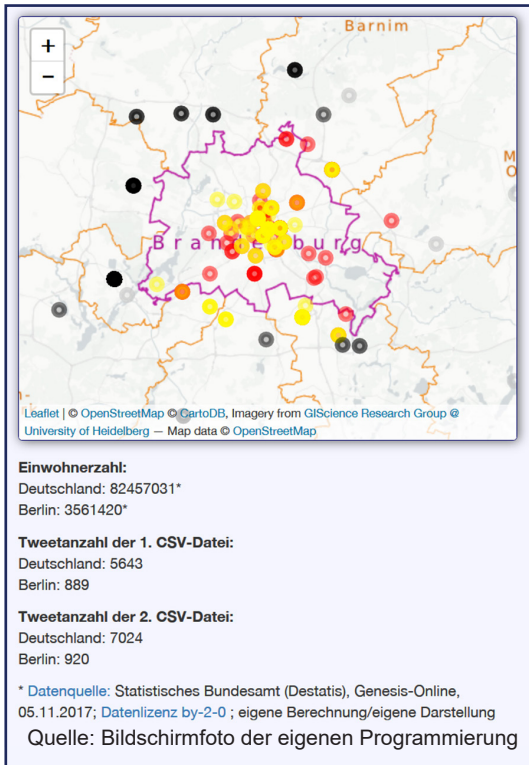 +
−
Barnim
M
O
Brandenburg
Leaflet | © OpenStreetMap © CartoDB, Imagery from GIScience Research Group @
University of Heidelberg — Map data © OpenStreetMap
Einwohnerzahl:
Deutschland: 82457031*
Berlin: 3561420*
Tweetanzahl der 1. CSV-Datei:
Deutschland: 5643
Berlin: 889
Tweetanzahl der 2. CSV-Datei:
Deutschland: 7024
Berlin: 920
* Datenquelle: Statistisches Bundesamt (Destatis), Genesis-Online,
05.11.2017; Datenlizenz by-2-0 ; eigene Berechnung/eigene Darstellung
Quelle: Bildschirmfoto der eigenen Programmierung